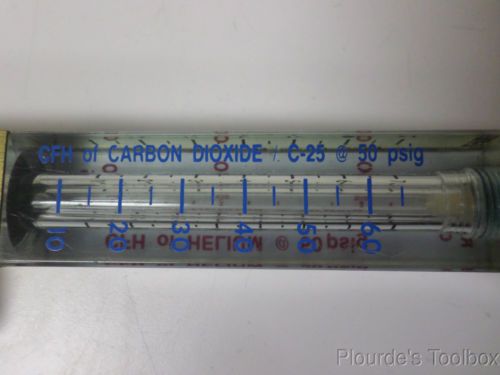 CFH of CARBON DIOXIDE / C-25 @ 50 psig
10 20 30 40 50 60
CFH of HELIUM @ 50 psig
Plourde's Toolbox